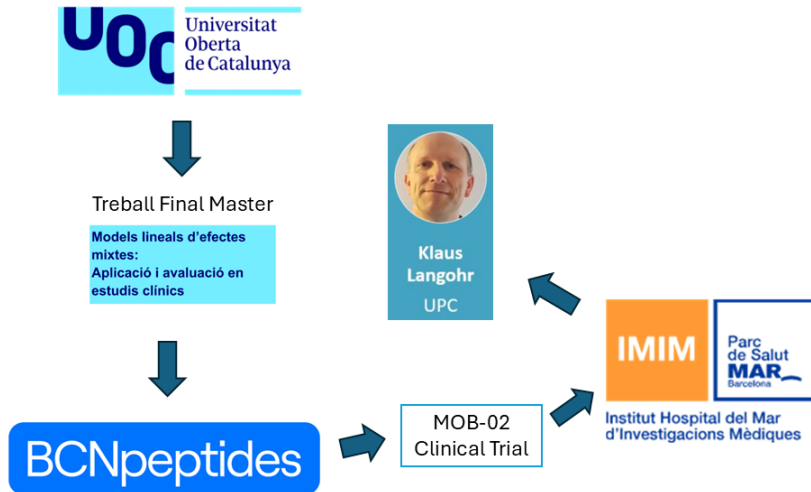 UOC
Universitat
Oberta
de Catalunya
Treball Final Master
Models lineals d'efectes
mixtes:
Aplicació i avaluació en
estudis clínics
Klaus
Langohr
UPC
IMIM
Parc
de Salut
MAR
Barcelona
Institut Hospital del Mar
d'Investigacions Mèdiques
MOB-02
Clinical Trial
BCNpeptides